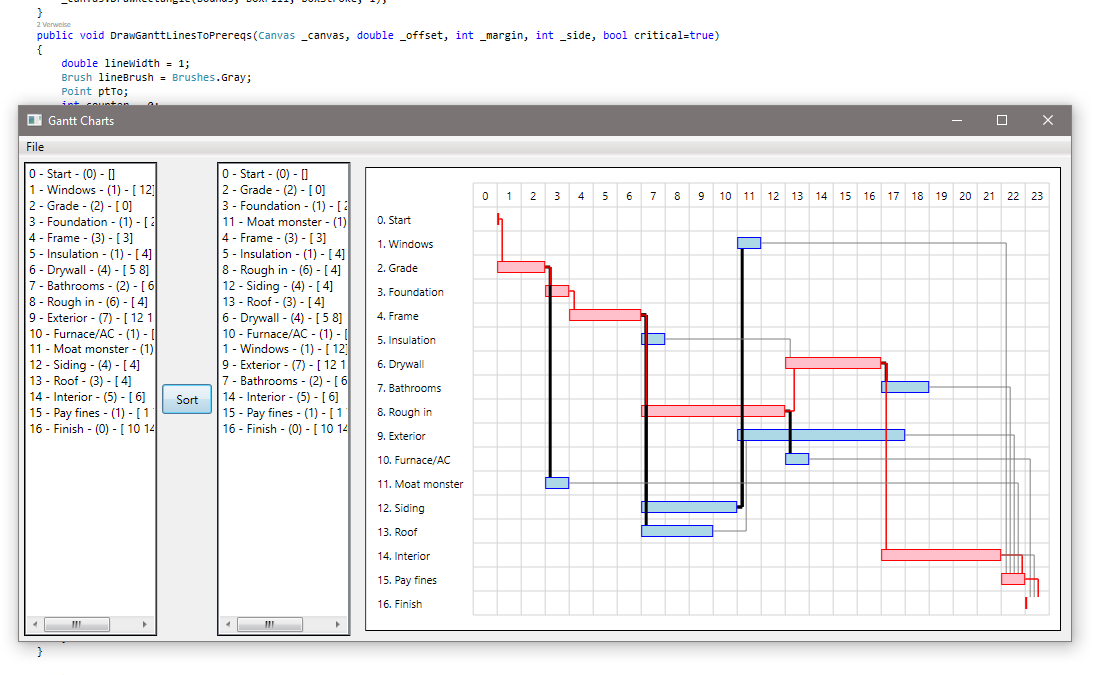 _canvas.DrawRectangle(bounds, boxFill, boxStroke, 1);
}
2 Verweise
public void DrawGanttLinesToPrereqs(Canvas _canvas, double _offset, int _margin, int _side, bool critical=true)
{
double lineWidth = 1;
Brush lineBrush = Brushes.Gray;
Point ptTo;
int counter = 0;
Gantt Charts
File
0 - Start - (0) - []
1 - Windows - (1) - [ 12]
2 - Grade - (2) - [ 0]
3 - Foundation - (1) - [ 2
4 - Frame - (3) - [ 3]
5 - Insulation - (1) - [ 4]
6 - Drywall - (4) - [ 5 8]
7 - Bathrooms - (2) - [ 6
8 - Rough in - (6) - [ 4]
9 - Exterior - (7) - [ 12 1
10 - Furnace/AC - (1) - [
11 - Moat monster - (1)
12 - Siding - (4) - [ 4]
13 - Roof - (3) - [ 4]
14 - Interior - (5) - [ 6]
15 - Pay fines - (1) - [ 1
16 - Finish - (0) - [ 10 14
Sort
0 - Start - (0) - []
2 - Grade - (2) - [ 0]
3 - Foundation - (1) - [ 2
11 - Moat monster - (1)
4 - Frame - (3) - [ 3]
5 - Insulation - (1) - [ 4]
8 - Rough in - (6) - [ 4]
12 - Siding - (4) - [ 4]
13 - Roof - (3) - [ 4]
6 - Drywall - (4) - [ 5 8]
10 - Furnace/AC - (1) - [
1 - Windows - (1) - [ 12]
9 - Exterior - (7) - [ 12 1
7 - Bathrooms - (2) - [ 6
14 - Interior - (5) - [ 6]
15 - Pay fines - (1) - [ 1
16 - Finish - (0) - [ 10 14
0 1 2 3 4 5 6 7 8 9 10 11 12 13 14 15 16 17 18 19 20 21 22 23
0. Start
1. Windows
2. Grade
3. Foundation
4. Frame
5. Insulation
6. Drywall
7. Bathrooms
8. Rough in
9. Exterior
10. Furnace/AC
11. Moat monster
12. Siding
13. Roof
14. Interior
15. Pay fines
16. Finish
}